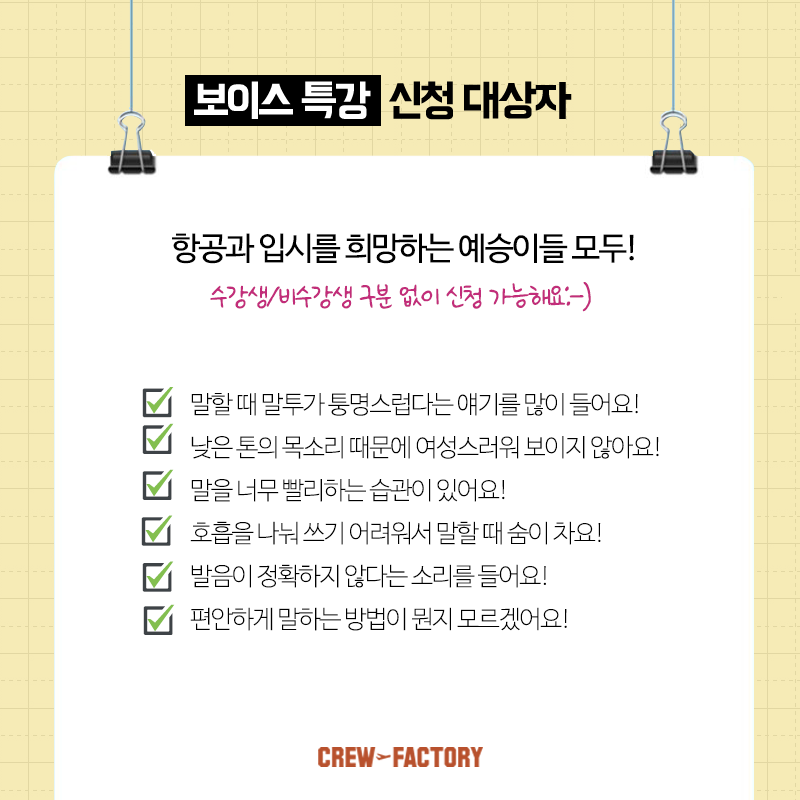 보이스 특강 신청 대상자
항공과 입시를 희망하는 예승이들 모두!
수강생/비수강생 구분 없이 신청 가능해요:-)
말할 때 말투가 퉁명스럽다는 얘기를 많이 들어요!
낮은 톤의 목소리 때문에 여성스러워 보이지 않아요!
말을 너무 빨리하는 습관이 있어요!
호흡을 나눠 쓰기 어려워서 말할 때 숨이 차요!
발음이 정확하지 않다는 소리를 들어요!
편안하게 말하는 방법이 뭔지 모르겠어요!
CREW-FACTORY